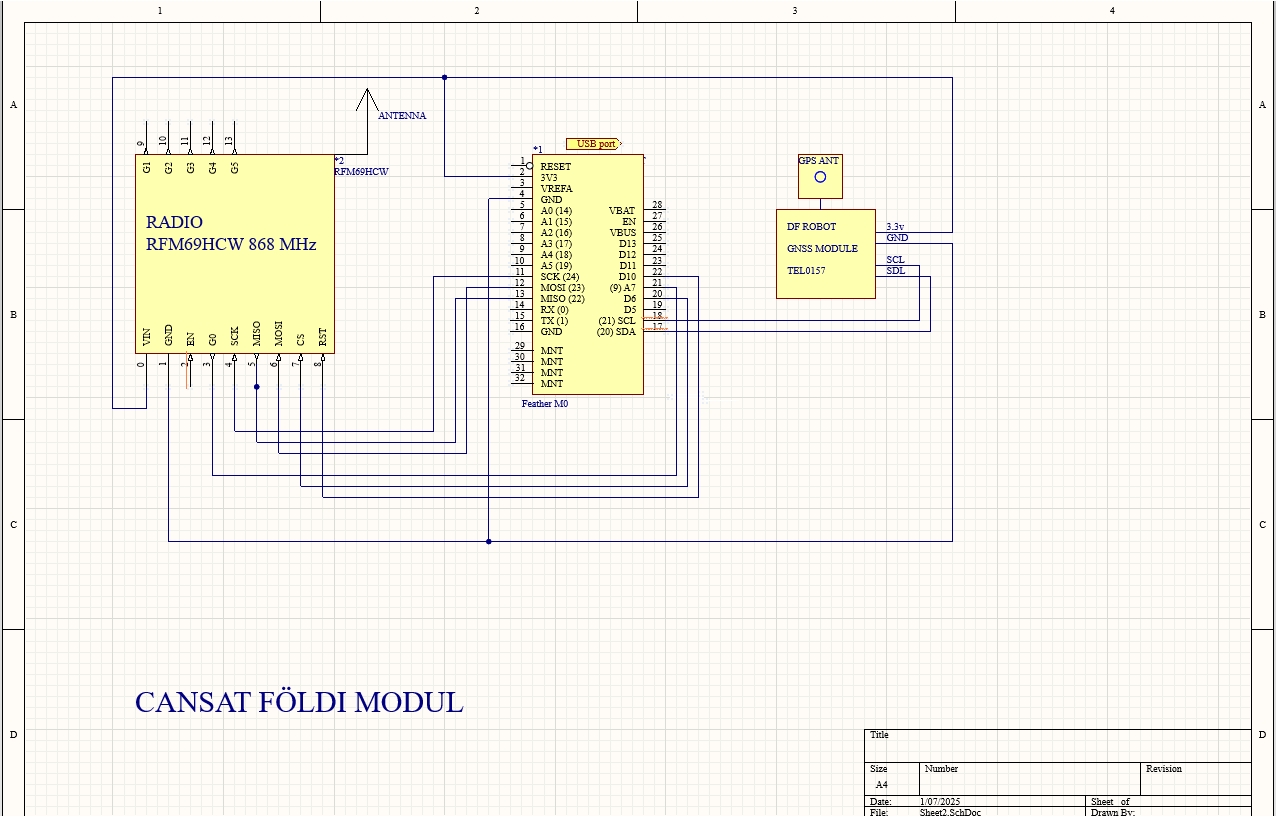 1 2 3 4
A A
ANTENNA
9 10 11 12 13
G1 G2 G3 G4 G5
*2
RFM69HCW
RADIO
RFM69HCW 868 MHz
VIN GND EN G0 SCK MISO MOSI CS RST
0 1 2 3 4 5 6 7 8
USB port
*1
1 RESET
2 3V3
3 VREFA
4 GND
5 A0 (14) VBAT 28
6 A1 (15) EN 27
7 A2 (16) VBUS 26
8 A3 (17) D13 25
9 A4 (18) D12 24
10 A5 (19) D11 23
11 SCK (24) D10 22
12 MOSI (23) (9) A7 21
13 MISO (22) D6 20
14 RX (0) D5 19
15 TX (1) (21) SCL 18
16 GND (20) SDA 17
29 MNT
30 MNT
31 MNT
32 MNT
Feather M0
GPS ANT
DF ROBOT 3.3v
GND
GNSS MODULE
SCL
TEL0157 SDL
B B
C C
CANSAT FÖLDI MODUL
D D
Title
Size Number Revision
A4
Date: 1/07/2025 Sheet of
File: Sheet2.SchDoc Drawn By: